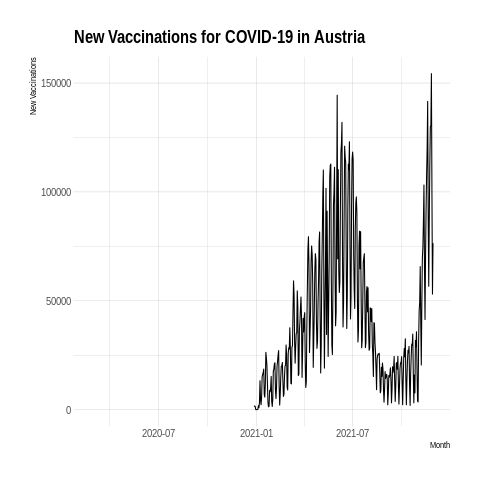 New Vaccinations for COVID-19 in Austria
New Vaccinations
150000
100000
50000
0
2020-07
2021-01
2021-07
Month